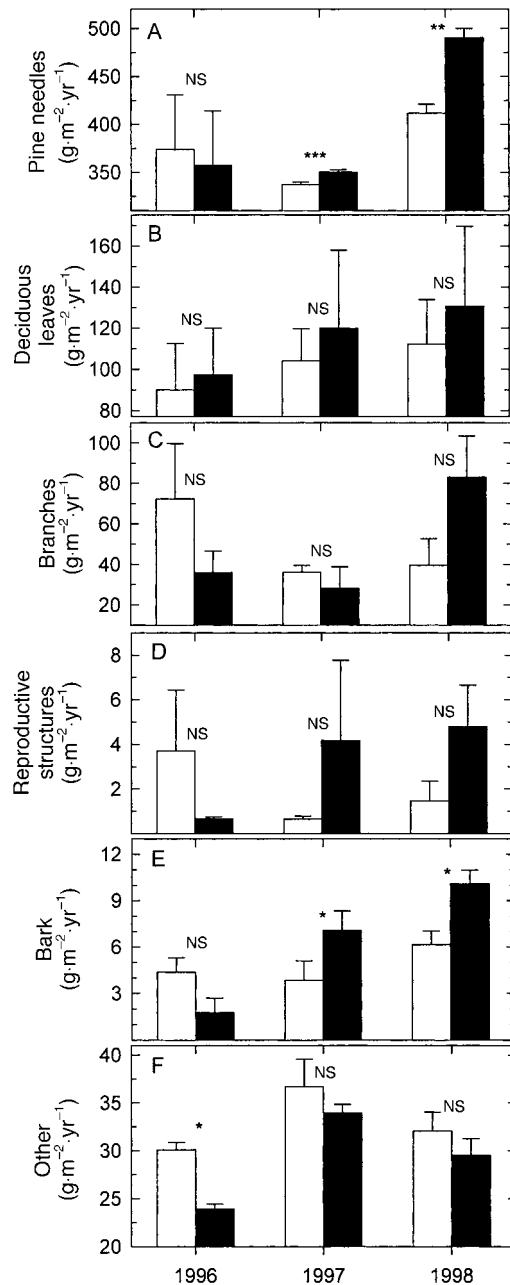 A
Pine needles
(g·m−2·yr−1)
500
450
400
350
NS
***
**
B
Deciduous
leaves
(g·m−2·yr−1)
160
140
120
100
80
NS
NS
NS
C
Branches
(g·m−2·yr−1)
100
80
60
40
20
NS
NS
NS
D
Reproductive
structures
(g·m−2·yr−1)
8
6
4
2
NS
NS
NS
E
Bark
(g·m−2·yr−1)
12
9
6
3
NS
*
*
F
Other
(g·m−2·yr−1)
40
35
30
25
20
*
NS
NS
1996 1997 1998